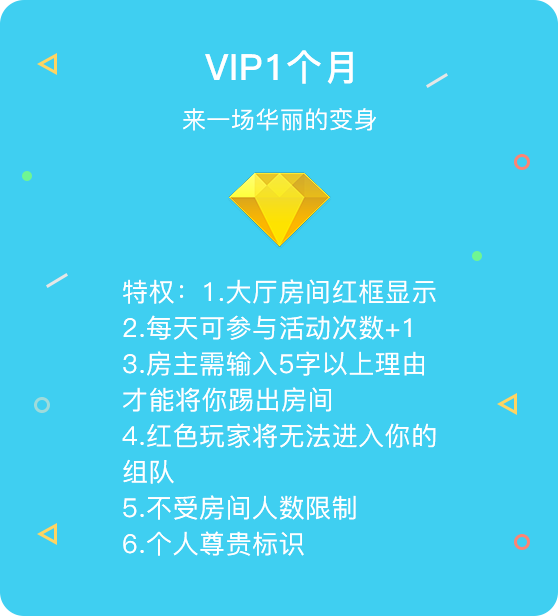 VIP1个月
来一场华丽的变身
特权：1.大厅房间红框显示
2.每天可参与活动次数+1
3.房主需输入5字以上理由
才能将你踢出房间
4.红色玩家将无法进入你的
组队
5.不受房间人数限制
6.个人尊贵标识